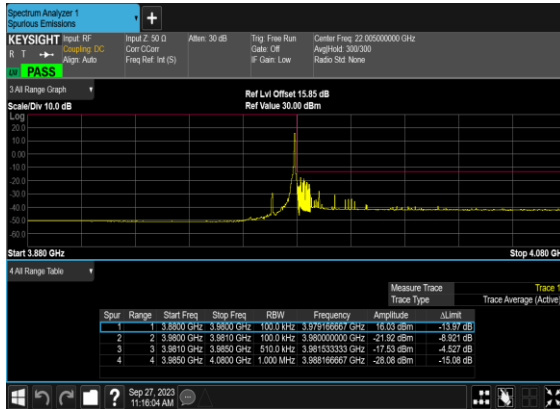 Spectrum Analyzer 1
Spurious Emissions
+
KEYSIGHT Input: RF Input Z: 50 Ω Atten: 30 dB Trig: Free Run Center Freq: 22.005000000 GHz
R T Coupling: DC Corr CCorr Gate: Off Avg|Hold: 300/300
Align: Auto Freq Ref: Int (S) IF Gain: Low Radio Std: None
LV PASS
3 All Range Graph
Ref Lvl Offset 15.85 dB
Scale/Div 10.0 dB Ref Value 30.00 dBm
Log
20.0
10.0
0.00
-10.0
-20.0
-30.0
-40.0
-50.0
-60.0
Start 3.880 GHz Stop 4.080 GH
4 All Range Table
Measure Trace Trace 1
Trace Type Trace Average (Active)
Spur Range Start Freq Stop Freq RBW Frequency Amplitude ΔLimit
1 1 3.8800 GHz 3.9800 GHz 100.0 kHz 3.979166667 GHz 16.03 dBm -13.97 dB
2 2 3.9800 GHz 3.9810 GHz 100.0 kHz 3.980000000 GHz -21.92 dBm -8.921 dB
3 3 3.9810 GHz 3.9850 GHz 510.0 kHz 3.981533333 GHz -17.53 dBm -4.527 dB
4 4 3.9850 GHz 4.0800 GHz 1.000 MHz 3.988166667 GHz -28.08 dBm -15.08 dB
? Sep 27, 2023
11:16:04 AM